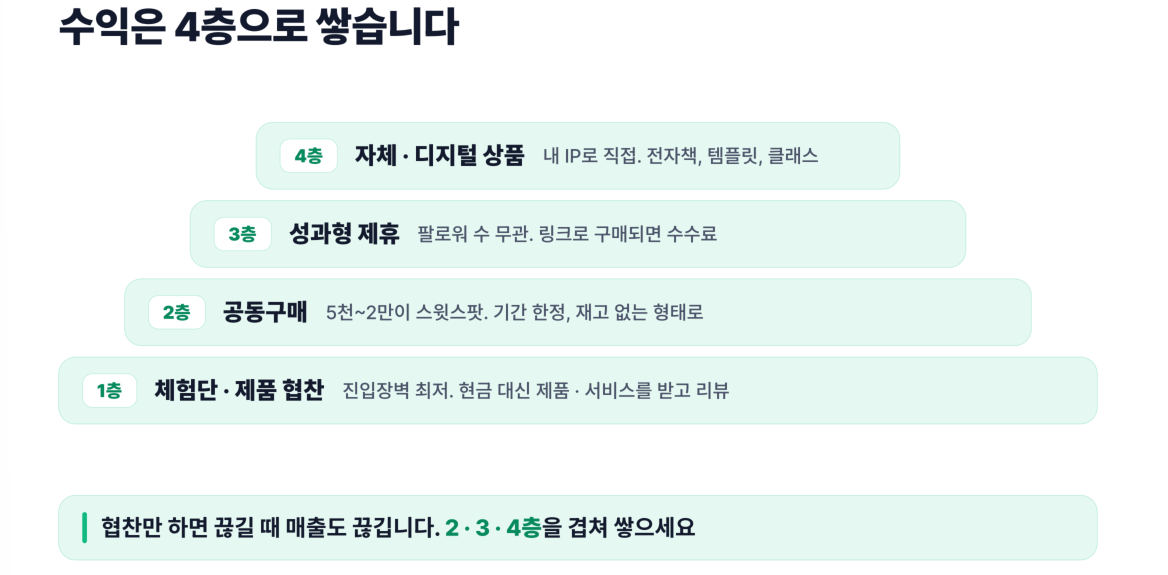 수익은 4층으로 쌓습니다
4층 자체 · 디지털 상품 내 IP로 직접. 전자책, 템플릿, 클래스
3층 성과형 제휴 팔로워 수 무관. 링크로 구매되면 수수료
2층 공동구매 5천~2만이 스윗스팟. 기간 한정, 재고 없는 형태로
1층 체험단 · 제품 협찬 진입장벽 최저. 현금 대신 제품 · 서비스를 받고 리뷰
협찬만 하면 끊길 때 매출도 끊깁니다. 2 · 3 · 4층을 겹쳐 쌓으세요